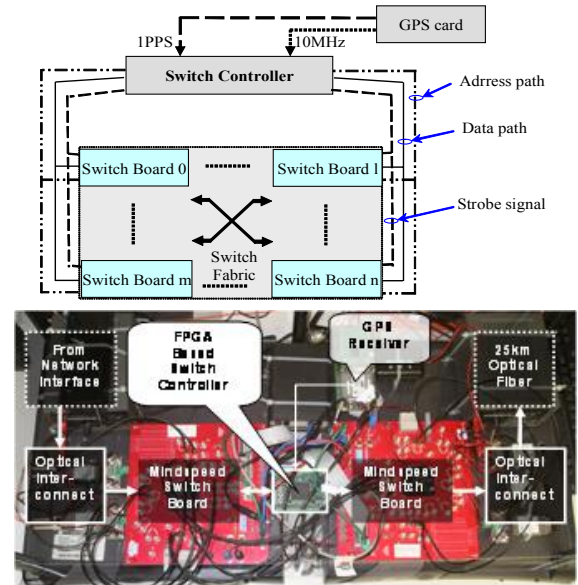 GPS card
1PPS
10MHz
Switch Controller
Adrress path
Data path
Switch Board 0
Switch Board l
Strobe signal
Switch
Fabric
Switch Board m
Switch Board n
From
Network
Interface
FPGA
Based
Switch
Controller
GPS
Receiver
25km
Optical
Fiber
Optical
Inter-
connect
Mindspeed
Switch
Board
Mindspeed
Switch
Board
Optical
Inter-
connect